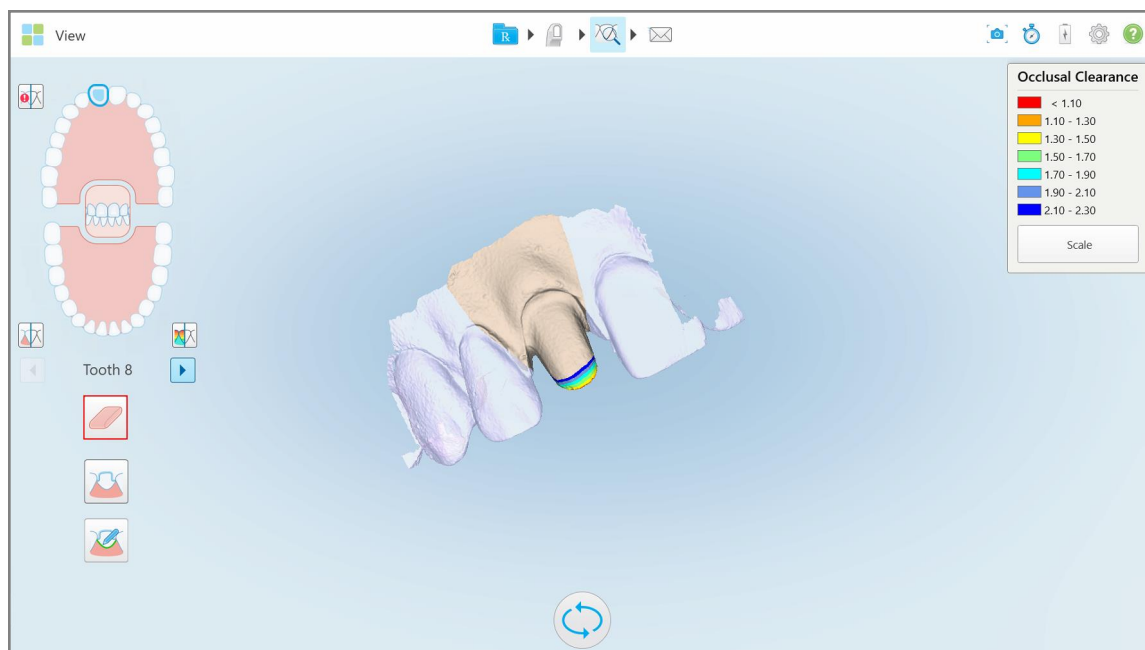 View
R
?
Occlusal Clearance
< 1.10
1.10 - 1.30
1.30 - 1.50
1.50 - 1.70
1.70 - 1.90
1.90 - 2.10
2.10 - 2.30
Scale
Tooth 8